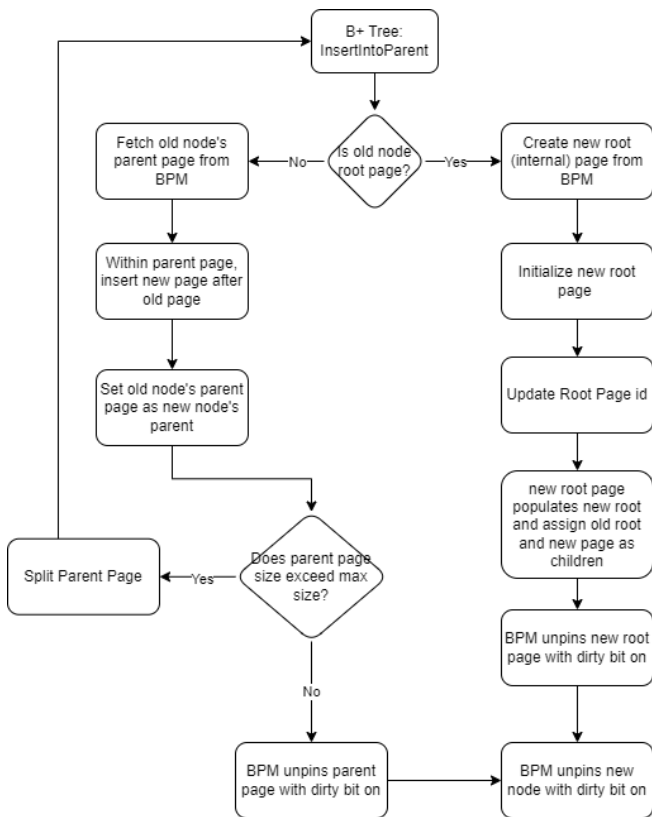 B+ Tree:
InsertIntoParent
Fetch old node's
parent page from
BPM
No
Is old node
root page?
Yes
Create new root
(internal) page from
BPM
Within parent page,
insert new page after
old page
Initialize new root
page
Set old node's parent
page as new node's
parent
Update Root Page id
new root page
populates new root
and assign old root
and new page as
children
Split Parent Page
Yes
Does parent page
size exceed max
size?
BPM unpins new root
page with dirty bit on
No
BPM unpins parent
page with dirty bit on
BPM unpins new
node with dirty bit on